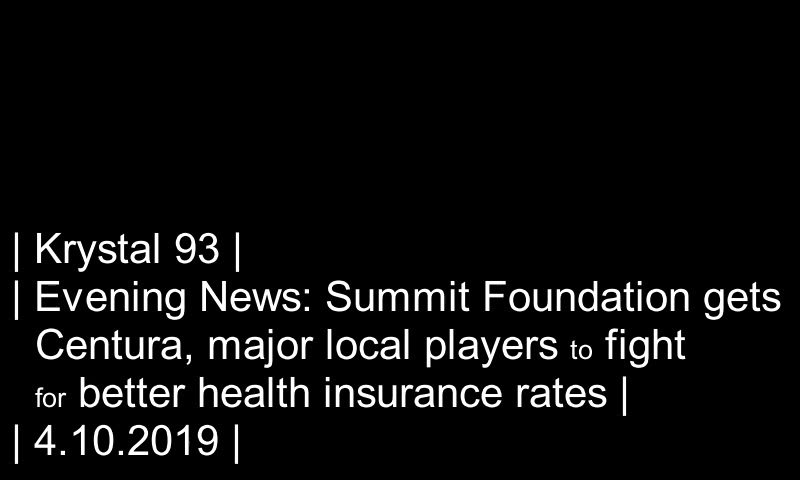 | Krystal 93 |
| Evening News: Summit Foundation gets
Centura, major local players to fight
for better health insurance rates |
| 4.10.2019 |